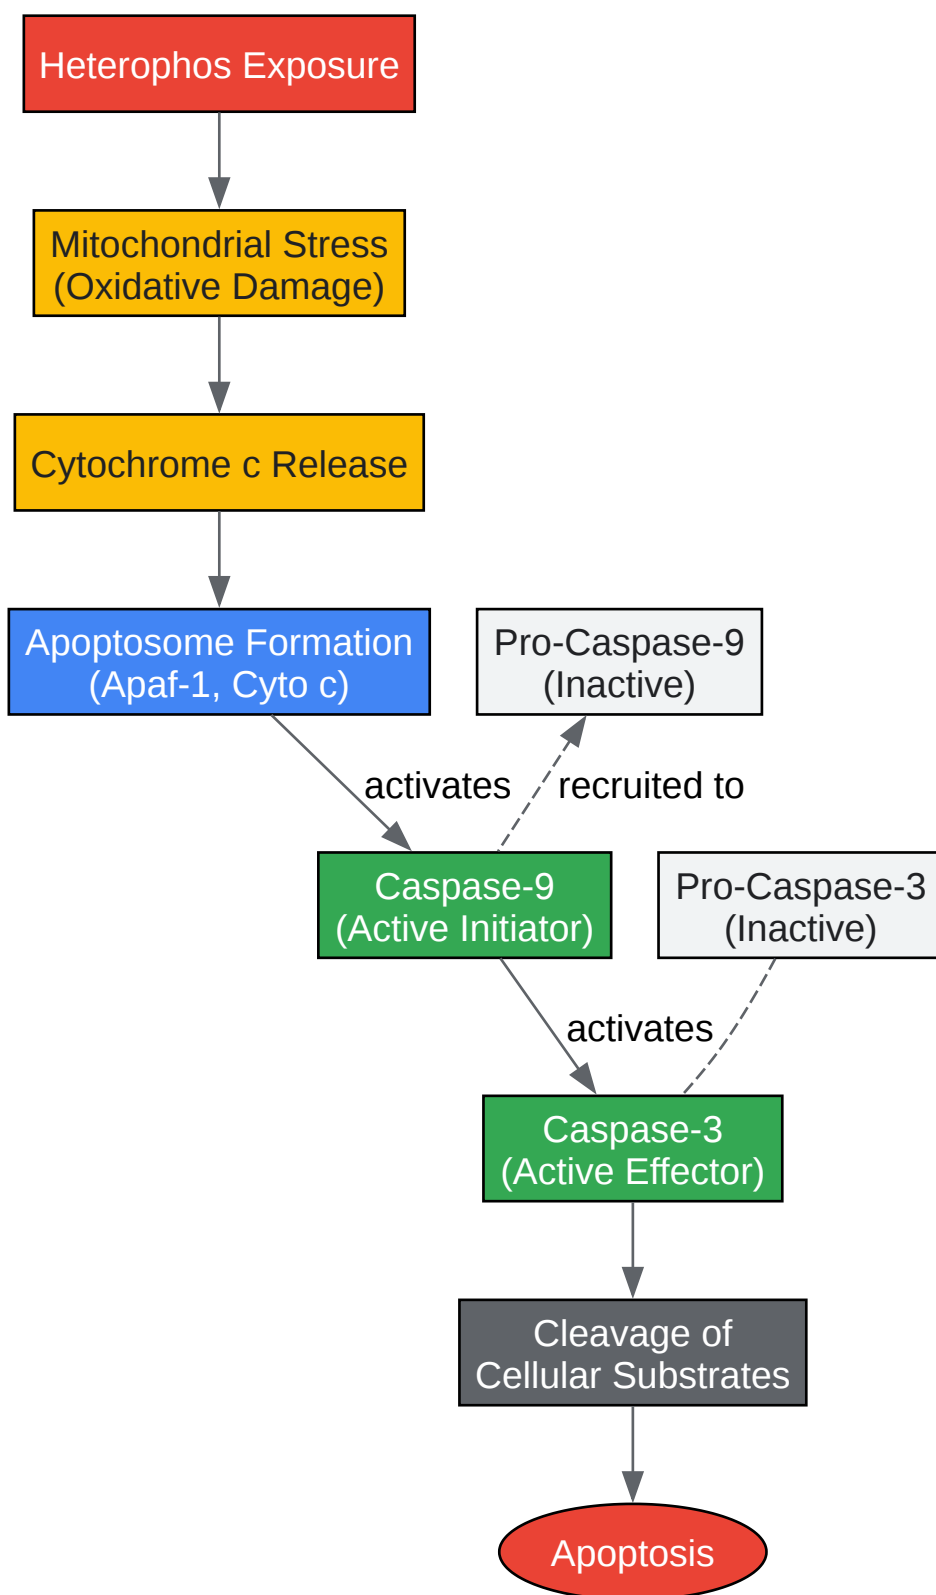 Heterophos Exposure
Mitochondrial Stress
(Oxidative Damage)
Cytochrome c Release
Apoptosome Formation
(Apaf-1, Cyto c)
Pro-Caspase-9
(Inactive)
activates
recruited to
Caspase-9
(Active Initiator)
Pro-Caspase-3
(Inactive)
activates
Caspase-3
(Active Effector)
Cleavage of
Cellular Substrates
Apoptosis